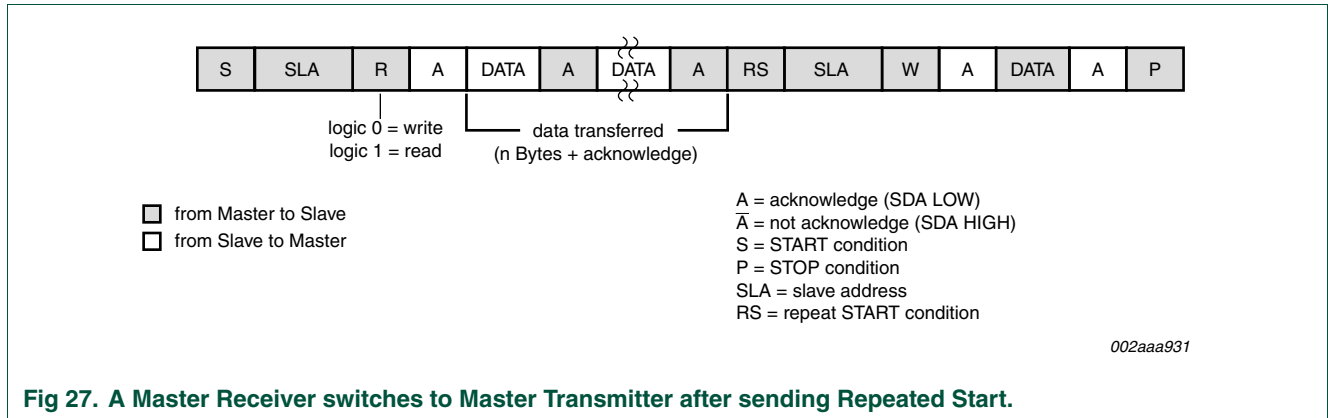 S SLA R A DATA A DATA A RS SLA W A DATA A P
logic 0 = write
logic 1 = read
data transferred
(n Bytes + acknowledge)
from Master to Slave
from Slave to Master
A = acknowledge (SDA LOW)
A̅ = not acknowledge (SDA HIGH)
S = START condition
P = STOP condition
SLA = slave address
RS = repeat START condition
002aaa931
Fig 27. A Master Receiver switches to Master Transmitter after sending Repeated Start.